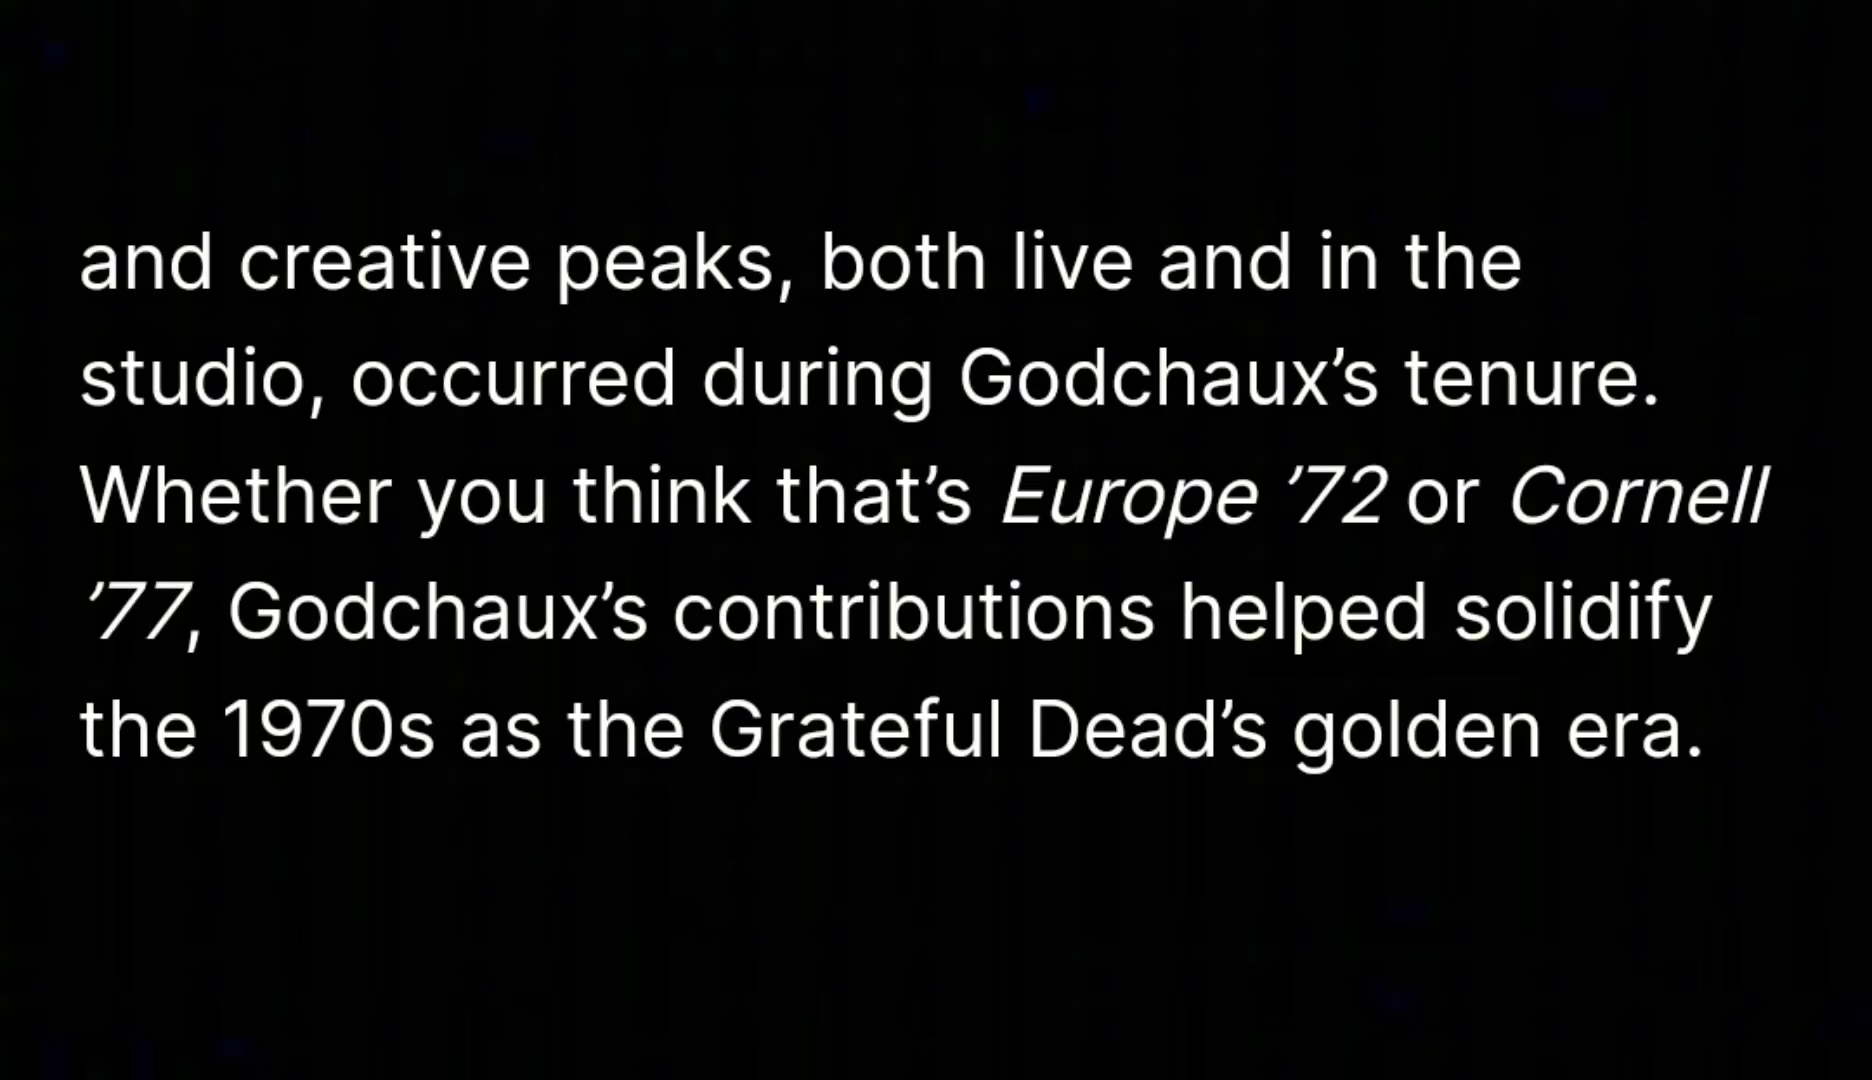 and creative peaks, both live and in the
studio, occurred during Godchaux’s tenure.
Whether you think that’s Europe ’72 or Cornell
’77, Godchaux’s contributions helped solidify
the 1970s as the Grateful Dead’s golden era.